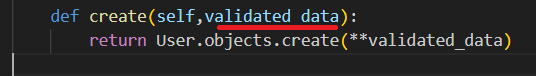 def create(self,validated_data):
return User.objects.create(**validated_data)